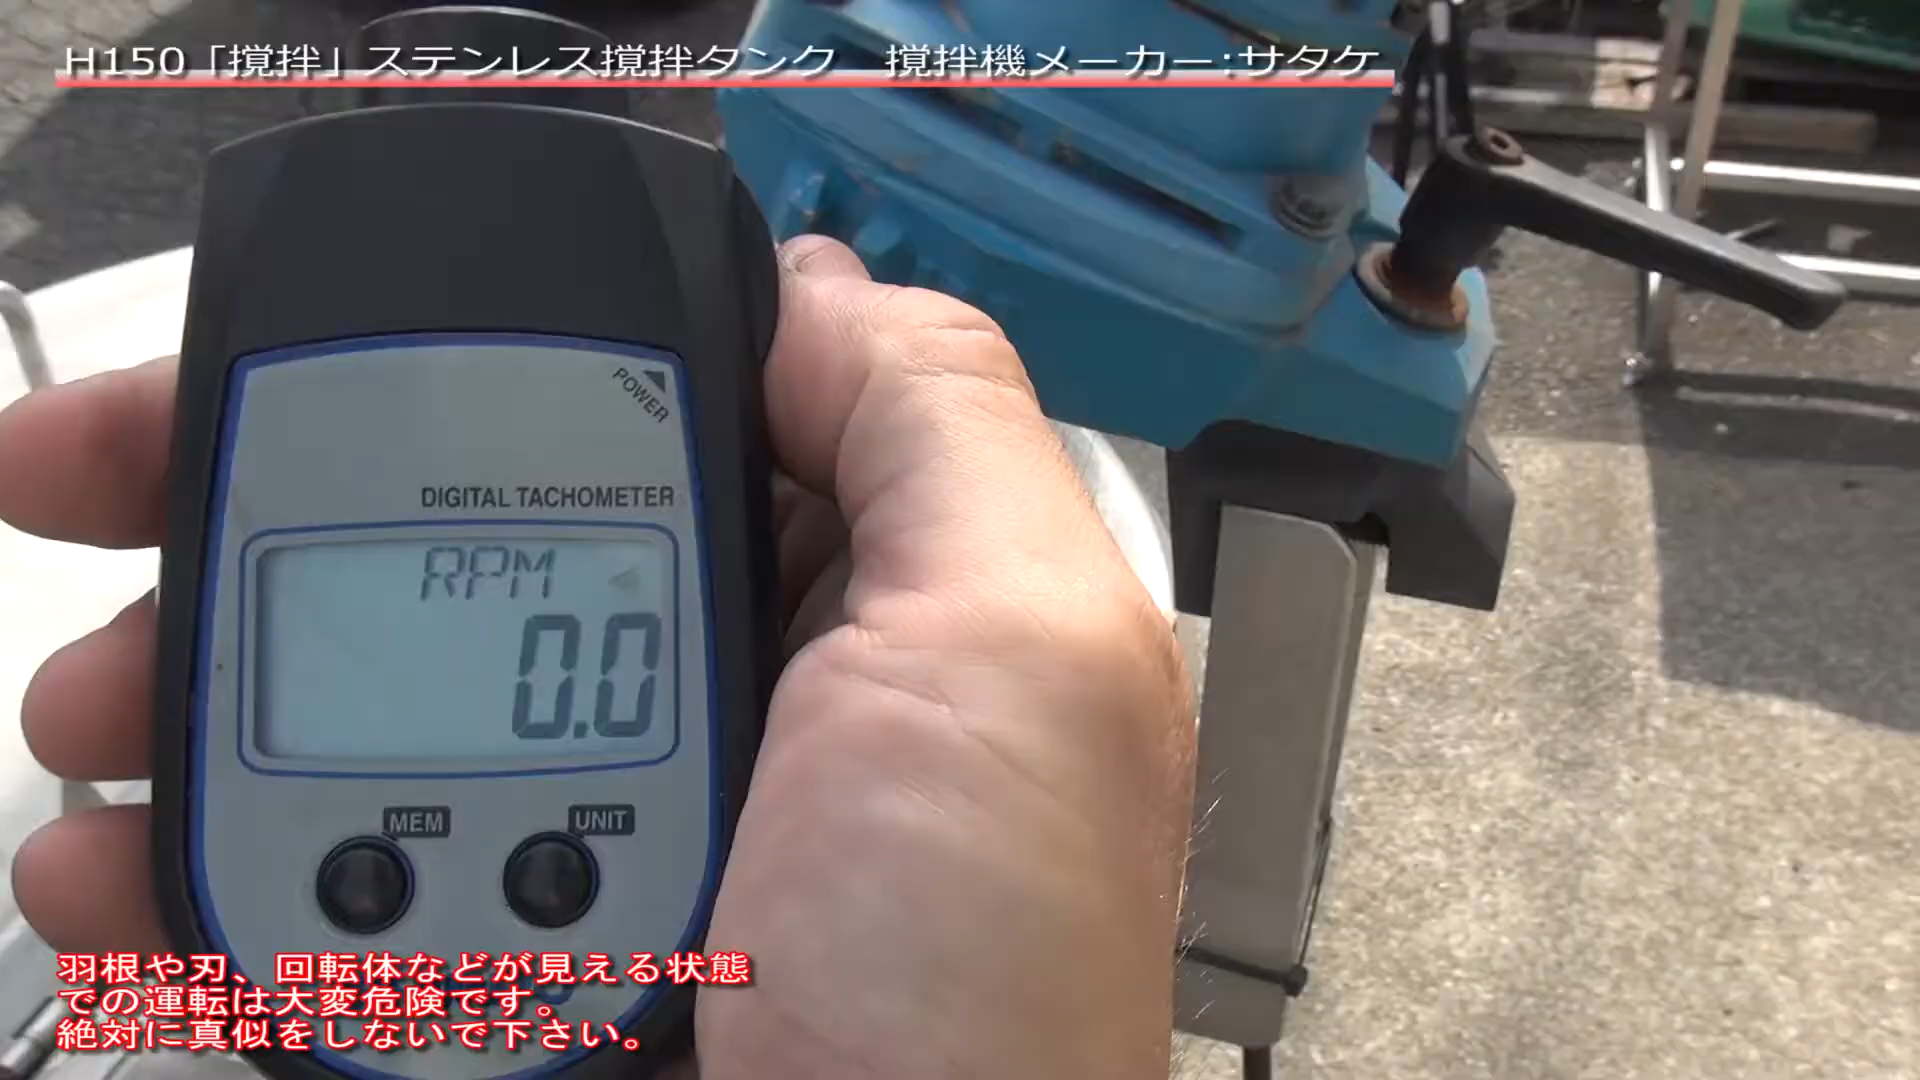 H150「撹拌」ステンレス撹拌タンク　撹拌機メーカー:サタケ
POWER
DIGITAL TACHOMETER
RPM
0.0
MEM
UNIT
羽根や刃、回転体などが見える状態
での運転は大変危険です。
絶対に真似をしないで下さい。